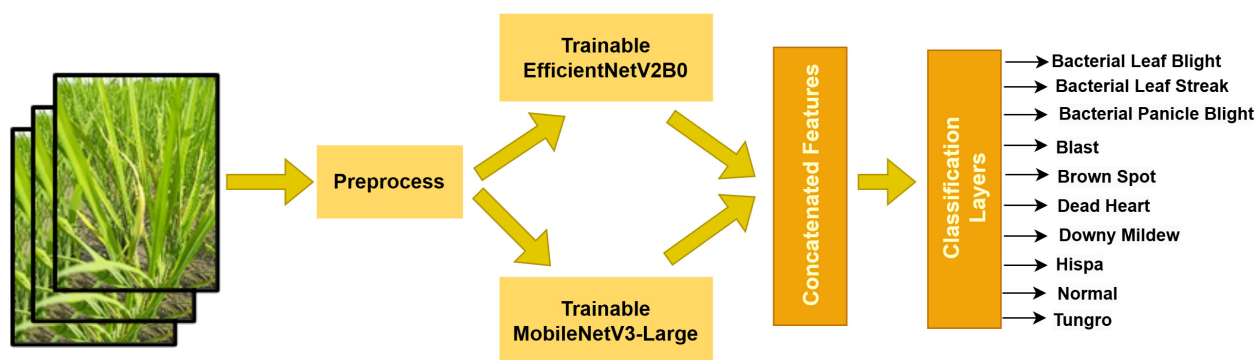 Preprocess
Trainable
EfficientNetV2B0
Trainable
MobileNetV3-Large
Concatenated Features
Classification
Layers
Bacterial Leaf Blight
Bacterial Leaf Streak
Bacterial Panicle Blight
Blast
Brown Spot
Dead Heart
Downy Mildew
Hispa
Normal
Tungro